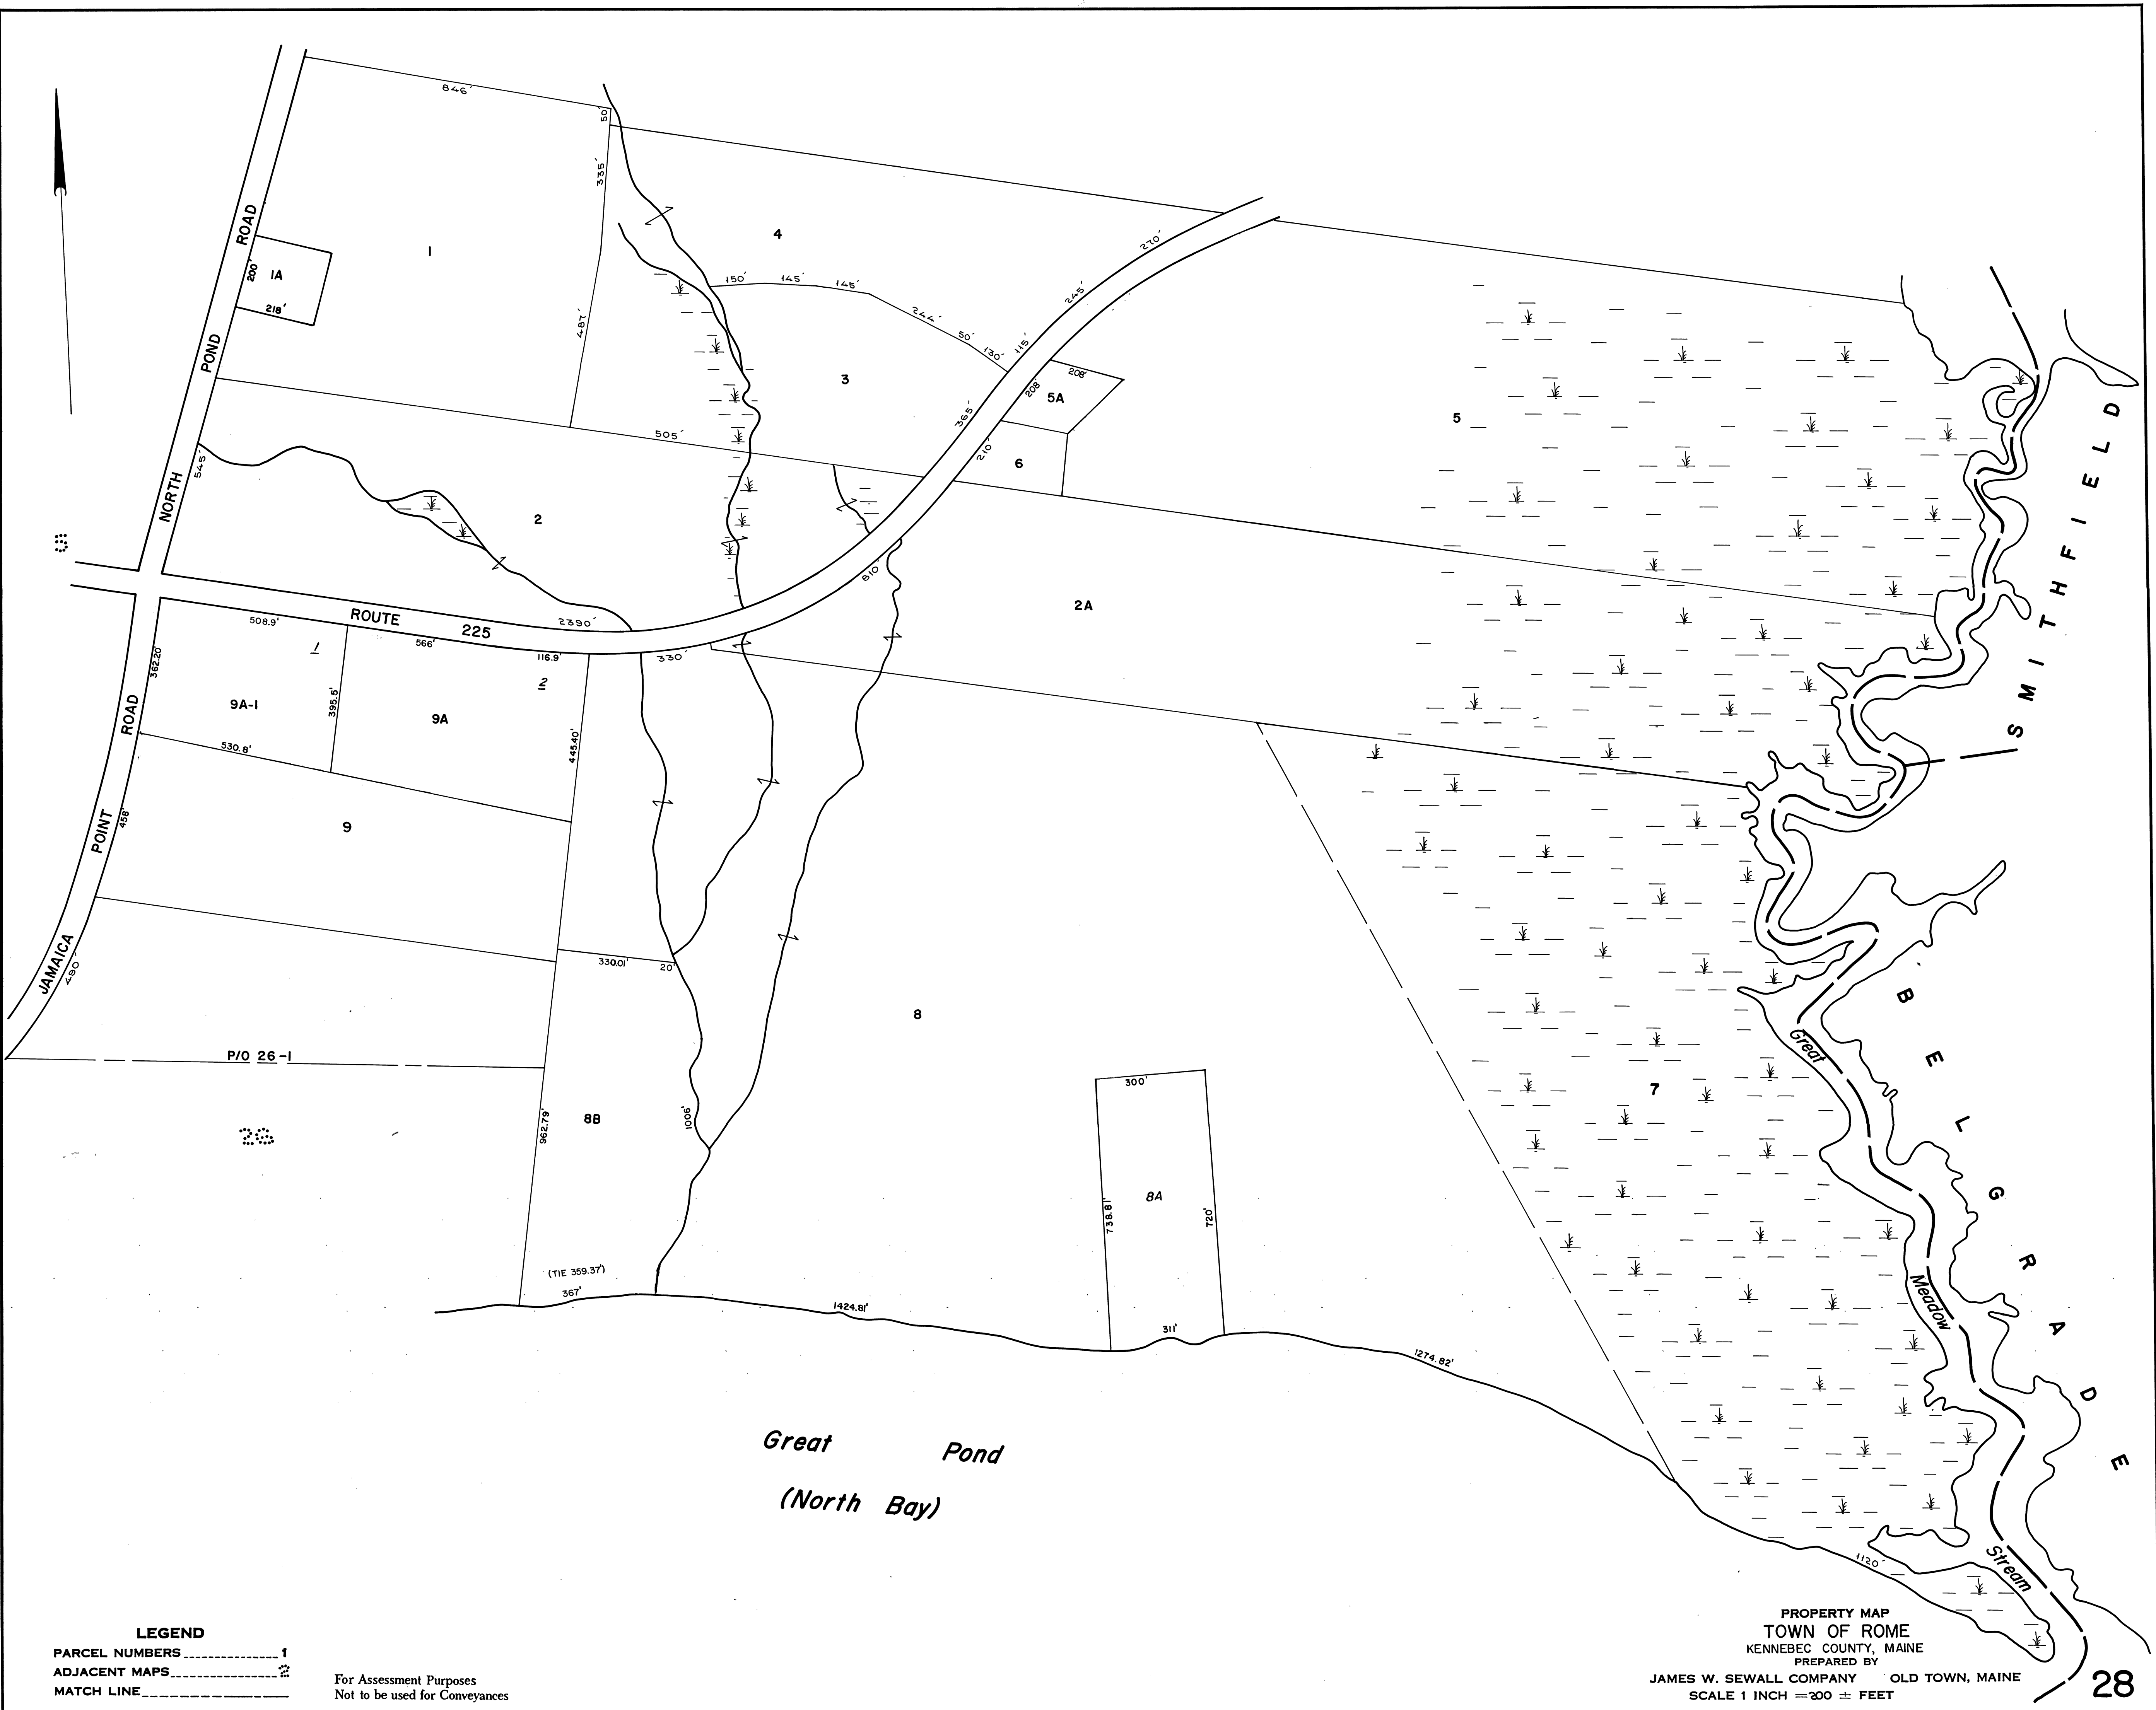 846'
50'
335'
NORTH POND ROAD
1
4
1A
200'
218'
487'
150'
145'
145'
244'
50'
130'
115'
245'
270'
3
365'
208'
208
5A
5
210'
6
505'
545'
2
810'
2A
SMITHFIELD
ROUTE 225
2390'
508.9'
1
566'
116.9'
2
330'
362.20'
9A-1
395.5'
9A
445.40'
530.8'
JAMAICA POINT ROAD
458'
9
490'
330.01'
20'
8
P/O 26-1
26
962.79'
8B
1006'
300'
8A
738.81'
720'
7
BELGRADE
Great Meadow Stream
(TIE 359.37')
367'
1424.81'
311'
1274.82'
1120'
Great Pond
(North Bay)
LEGEND
PARCEL NUMBERS 1
ADJACENT MAPS 2
MATCH LINE
For Assessment Purposes
Not to be used for Conveyances
PROPERTY MAP
TOWN OF ROME
KENNEBEC COUNTY, MAINE
PREPARED BY
JAMES W. SEWALL COMPANY OLD TOWN, MAINE
SCALE 1 INCH = 200 ± FEET
28